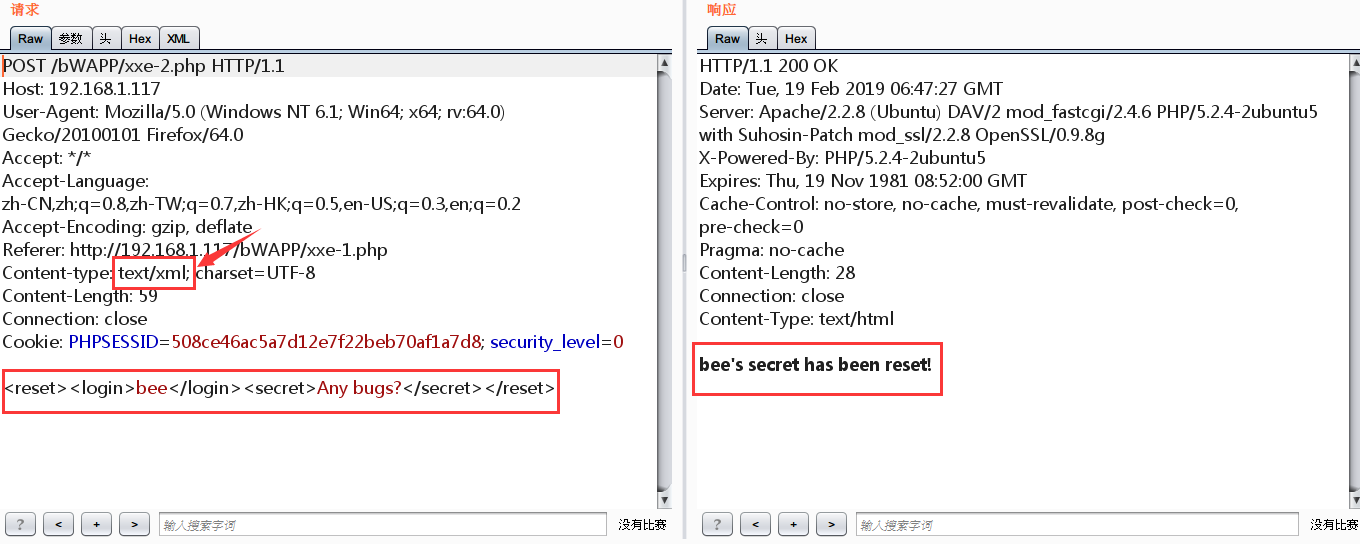 请求
Raw 参数 头 Hex XML
POST /bWAPP/xxe-2.php HTTP/1.1
Host: 192.168.1.117
User-Agent: Mozilla/5.0 (Windows NT 6.1; Win64; x64; rv:64.0)
Gecko/20100101 Firefox/64.0
Accept: */*
Accept-Language:
zh-CN,zh;q=0.8,zh-TW;q=0.7,zh-HK;q=0.5,en-US;q=0.3,en;q=0.2
Accept-Encoding: gzip, deflate
Referer: http://192.168.1.117/bWAPP/xxe-1.php
Content-type: text/xml; charset=UTF-8
Content-Length: 59
Connection: close
Cookie: PHPSESSID=508ce46ac5a7d12e7f22beb70af1a7d8; security_level=0
<reset><login>bee</login><secret>Any bugs?</secret></reset>
? < + > 输入搜索字词 没有比赛
响应
Raw 头 Hex
HTTP/1.1 200 OK
Date: Tue, 19 Feb 2019 06:47:27 GMT
Server: Apache/2.2.8 (Ubuntu) DAV/2 mod_fastcgi/2.4.6 PHP/5.2.4-2ubuntu5
with Suhosin-Patch mod_ssl/2.2.8 OpenSSL/0.9.8g
X-Powered-By: PHP/5.2.4-2ubuntu5
Expires: Thu, 19 Nov 1981 08:52:00 GMT
Cache-Control: no-store, no-cache, must-revalidate, post-check=0,
pre-check=0
Pragma: no-cache
Content-Length: 28
Connection: close
Content-Type: text/html
bee's secret has been reset!
? < + > 输入搜索字词 没有比赛